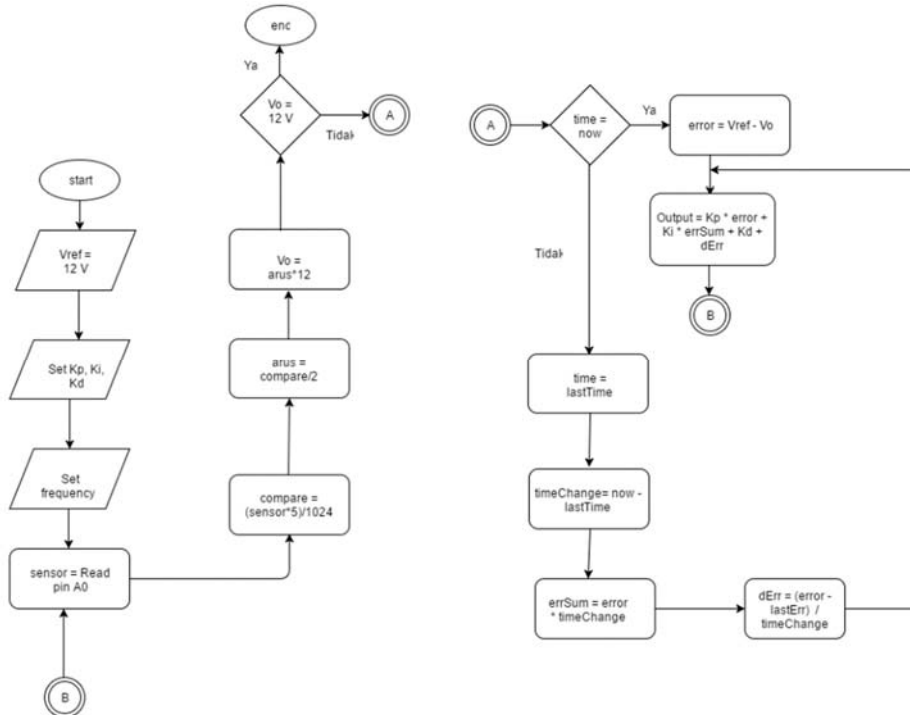 start
Vref =
12 V
Set Kp, Ki,
Kd
Set
frequency
sensor = Read
pin A0
B
compare =
(sensor*5)/1024
arus =
compare/2
Vo =
arus*12
Vo =
12 V
Ya
enc
Tidak
A
A
time =
now
Ya
error = Vref - Vo
Output = Kp * error +
Ki * errSum + Kd +
dErr
B
Tidak
time =
lastTime
timeChange= now -
lastTime
errSum = error
* timeChange
dErr = (error -
lastErr) /
timeChange